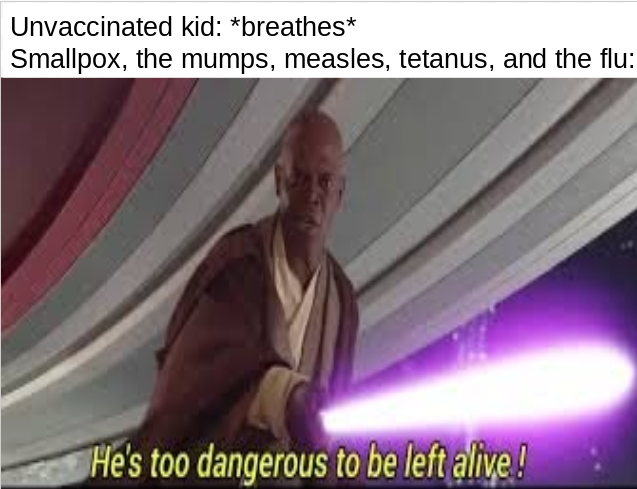 Unvaccinated kid: *breathes*
Smallpox, the mumps, measles, tetanus, and the flu:
He's too dangerous to be left alive!